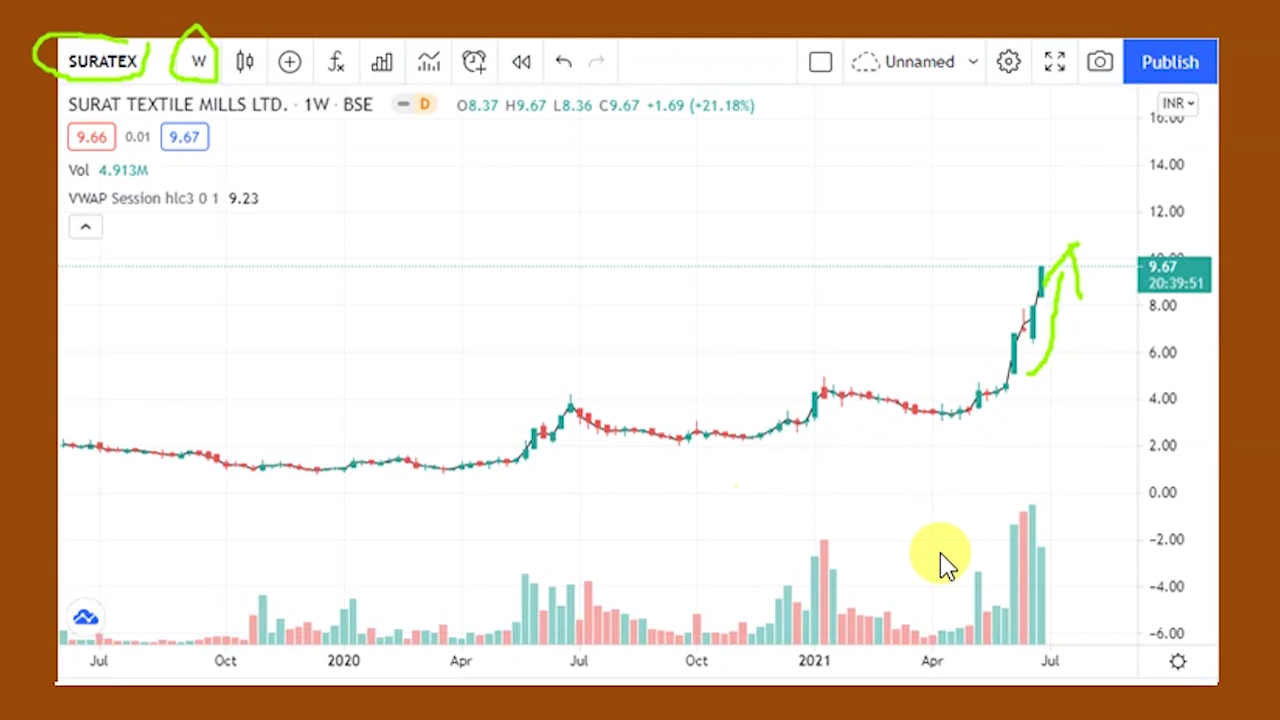 SURATEX W Unnamed Publish
SURAT TEXTILE MILLS LTD. · 1W · BSE D O8.37 H9.67 L8.36 C9.67 +1.69 (+21.18%) INR
9.66 0.01 9.67
Vol 4.913M
VWAP Session hlc3 0 1 9.23
16.00
14.00
12.00
10.00
9.67
20:39:51
8.00
6.00
4.00
2.00
0.00
−2.00
−4.00
−6.00
Jul Oct 2020 Apr Jul Oct 2021 Apr Jul